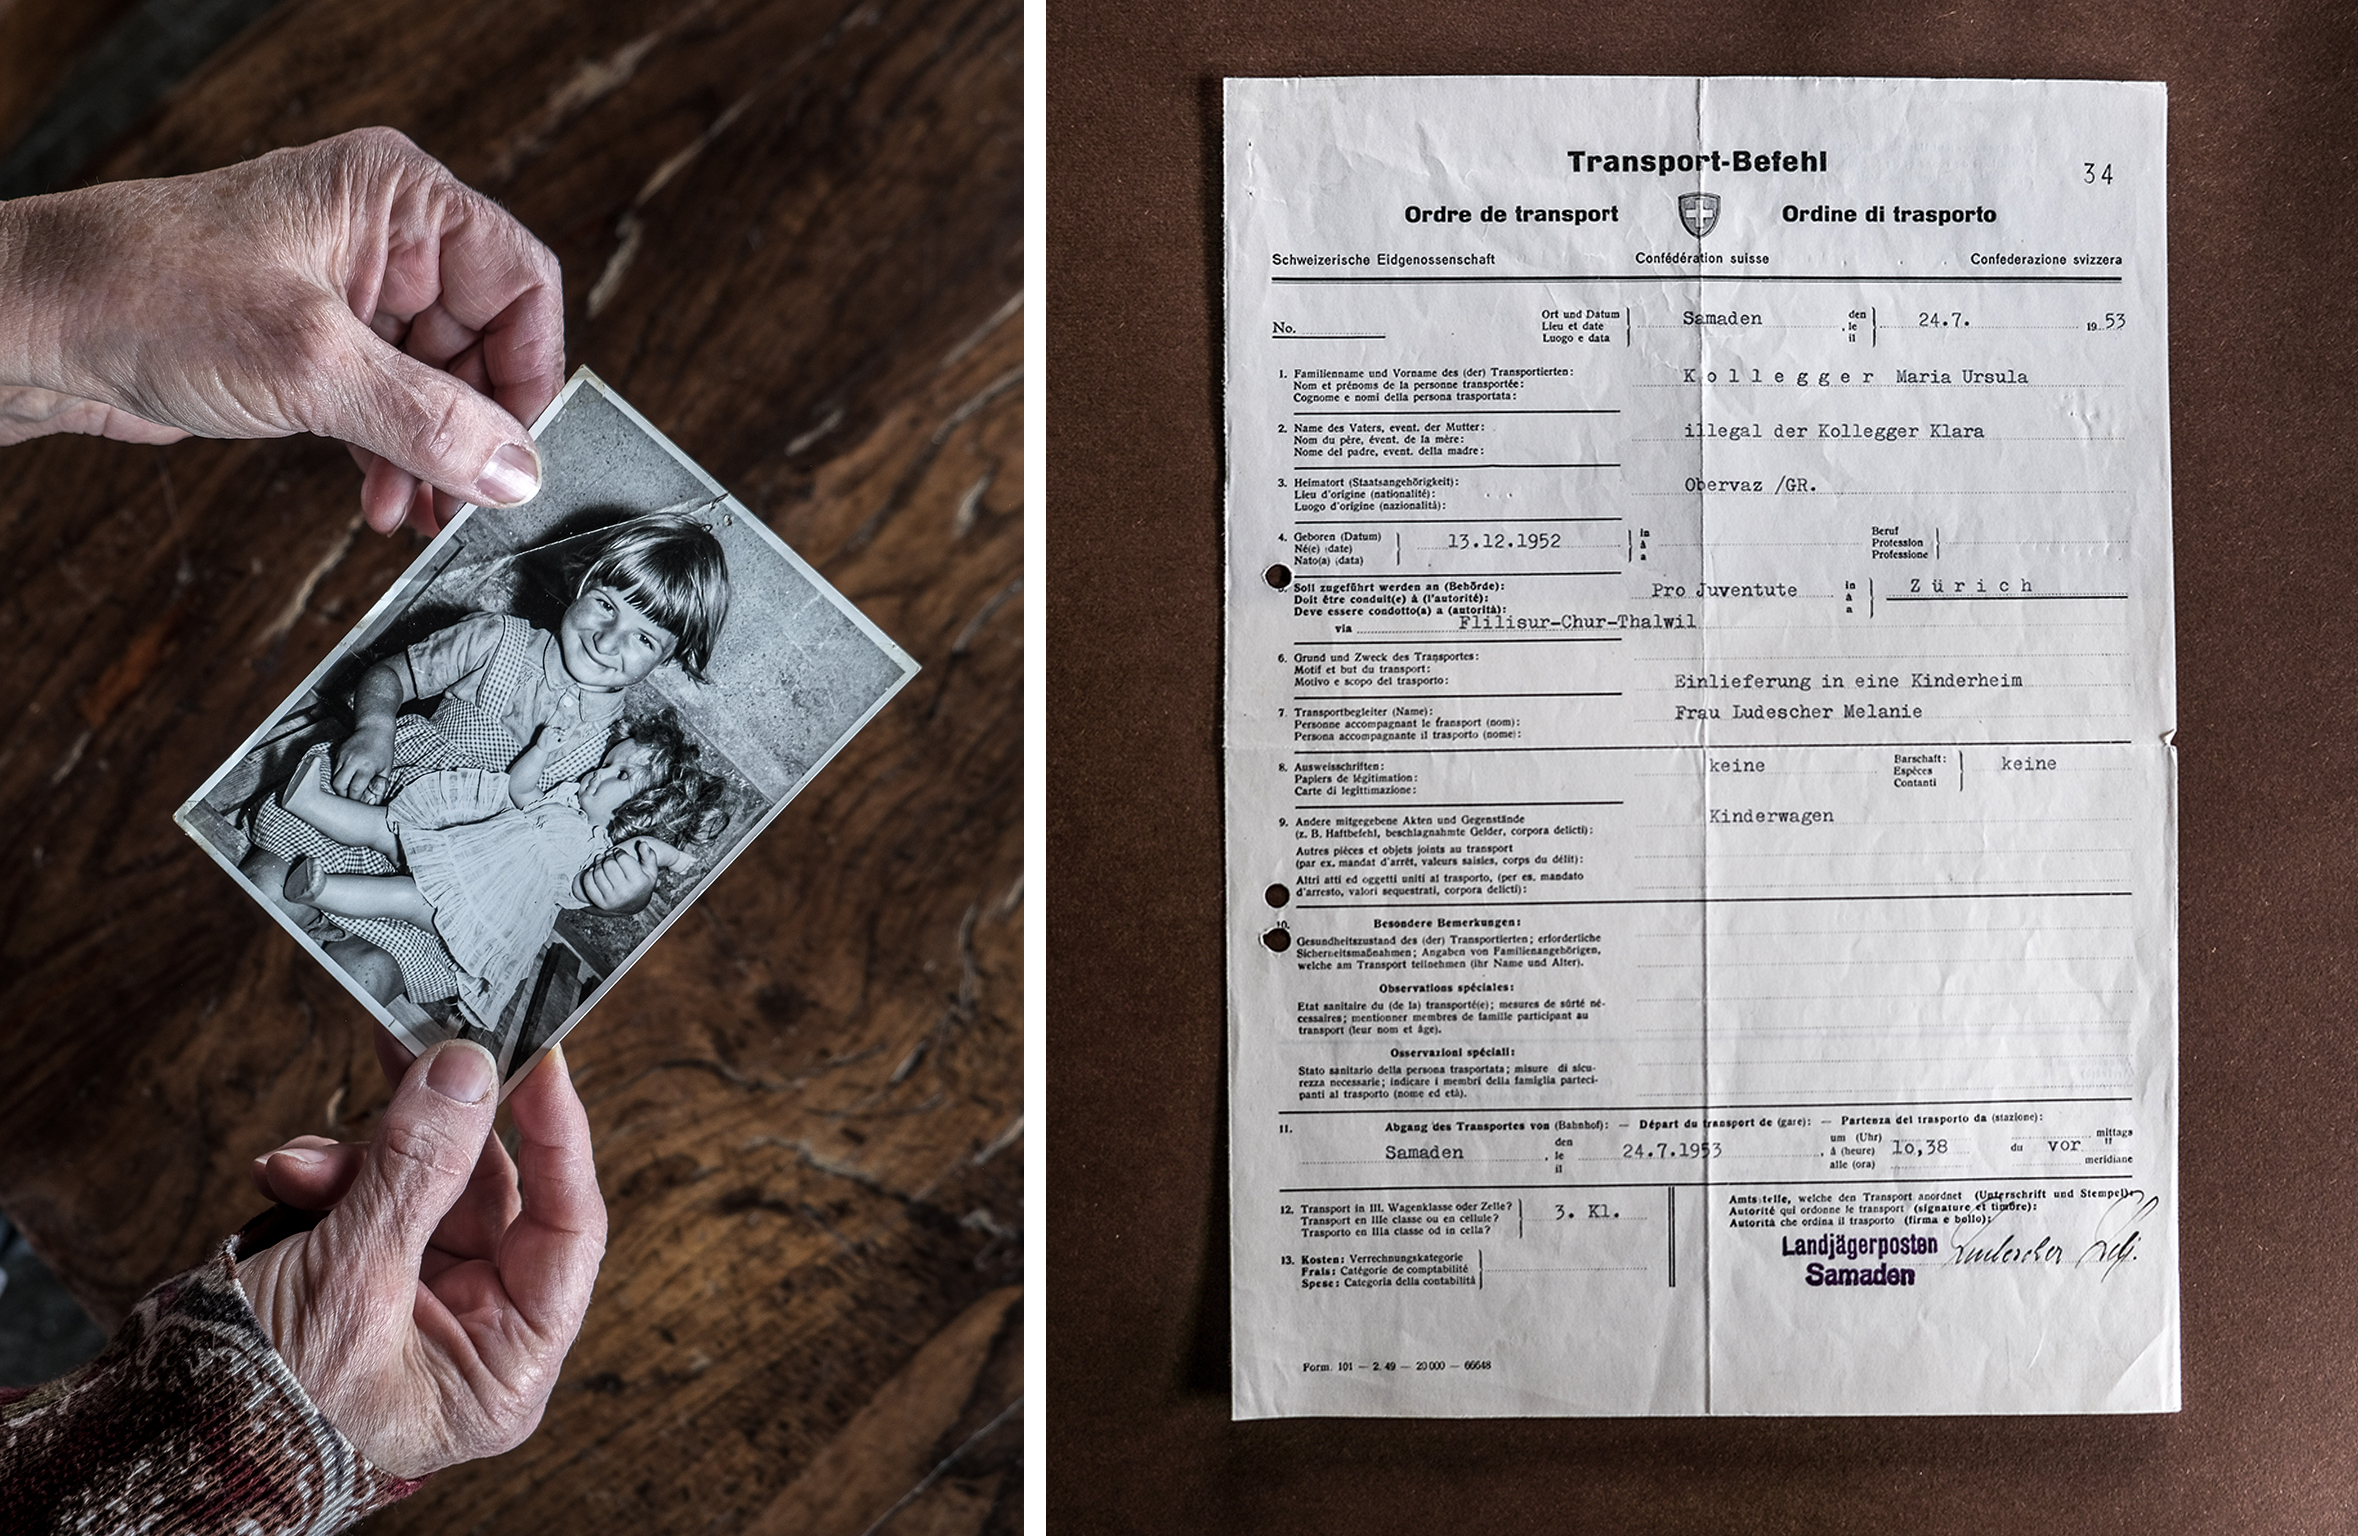 Transport-Befehl
34
Ordre de transport Ordine di trasporto
Schweizerische Eidgenossenschaft Confédération suisse Confederazione svizzera
No.
Ort und Datum
Lieu et date
Luogo e data
Samaden
den
le
il
24.7.
19 53
1. Familienname und Vorname des (der) Transportierten:
Nom et prénoms de la personne transportée:
Cognome e nomi della persona trasportata:
Kollegger Maria Ursula
2. Name des Vaters, event. der Mutter:
Nom du père, évent. de la mère:
Nome del padre, event. della madre:
illegal der Kollegger Klara
3. Heimatort (Staatsangehörigkeit):
Lieu d'origine (nationalité):
Luogo d'origine (nazionalità):
Obervaz /GR.
4. Geboren (Datum)
Né(e) (date)
Nato(a) (data)
13.12.1952
in
à
a
Beruf
Profession
Professione
5. Soll zugeführt werden an (Behörde):
Doit être conduit(e) à (l'autorité):
Deve essere condotto(a) a (autorità):
Pro Juventute
in
à
a
Zürich
via Flilisur-Chur-Thalwil
6. Grund und Zweck des Transportes:
Motif et but du transport:
Motivo e scopo del trasporto:
Einlieferung in eine Kinderheim
7. Transportbegleiter (Name):
Personne accompagnant le transport (nom):
Persona accompagnante il trasporto (nome):
Frau Ludescher Melanie
8. Ausweisschriften:
Papiers de légitimation:
Carte di legittimazione:
keine
Barschaft:
Espèces
Contanti
keine
9. Andere mitgegebene Akten und Gegenstände
(z. B. Haftbefehl, beschlagnahmte Gelder, corpora delicti):
Autres pièces et objets joints au transport
(par ex. mandat d'arrêt, valeurs saisies, corps du délit):
Altri atti ed oggetti uniti al trasporto, (per es. mandato
d'arresto, valori sequestrati, corpora delicti):
Kinderwagen
10.
Besondere Bemerkungen:
Gesundheitszustand des (der) Transportierten; erforderliche
Sicherheitsmaßnahmen; Angaben von Familienangehörigen,
welche am Transport teilnehmen (ihr Name und Alter).
Observations spéciales:
Etat sanitaire du (de la) transporté(e); mesures de sûrté né-
cessaires; mentionner membres de famille participant au
transport (leur nom et âge).
Osservazioni spéciali:
Stato sanitario della persona trasportata; misure di sicu-
rezza necessarie; indicare i membri della famiglia parteci-
panti al trasporto (nome ed età).
11. Abgang des Transportes von (Bahnhof): — Départ du transport de (gare): — Partenza del trasporto da (stazione):
Samaden
den
le
il
24.7.1953
um (Uhr)
à (heure)
alle (ora)
10,38
du vor "
mittags
meridiane
12. Transport in III. Wagenklasse oder Zelle?
Transport en IIIe classe ou en cellule?
Trasporto en IIIa classe od in cella?
3. Kl.
Amtsstelle, welche den Transport anordnet (Unterschrift und Stempel):
Autorité qui ordonne le transport (signature et timbre):
Autorità che ordina il trasporto (firma e bollo):
Landjägerposten
Samaden
Ludescher
13. Kosten: Verrechnungskategorie
Frais: Catégorie de comptabilité
Spese: Categoria della contabilità
Form. 101 — 2. 49 — 20 000 — 66648